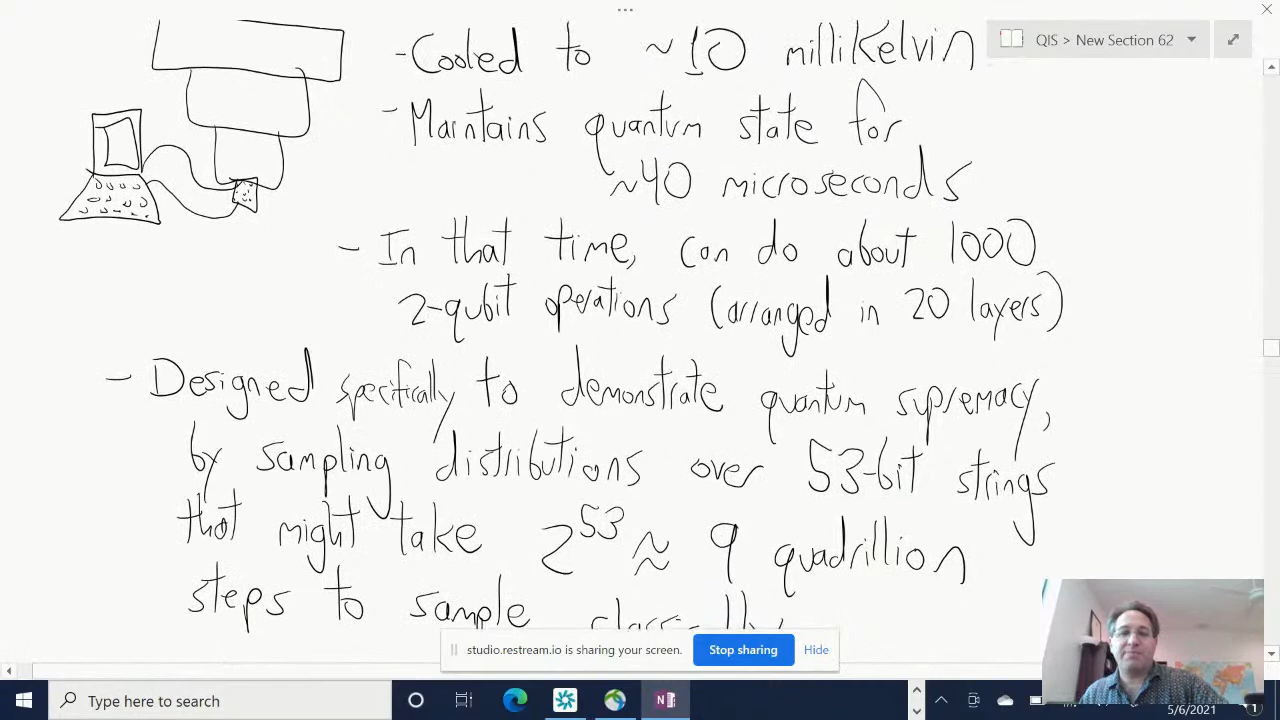 QIS > New Section 62
-Cooled to ~10 millikelvin
-Maintains quantum state for
~40 microseconds
- In that time, can do about 1000
2-qubit operations (arranged in 20 layers)
- Designed specifically to demonstrate quantum supremacy,
by sampling distributions over 53-bit strings
that might take 2^53 ≈ 9 quadrillion
steps to sample
studio.restream.io is sharing your screen. Stop sharing Hide
Type here to search
5/6/2021